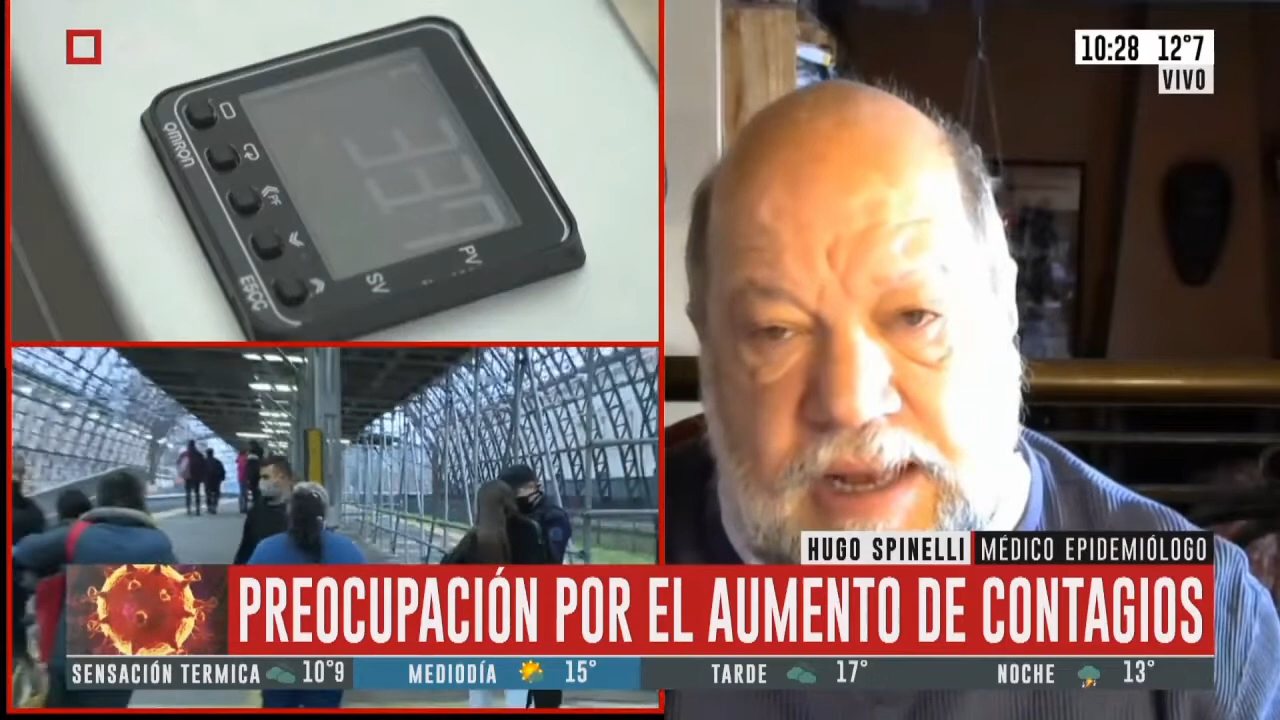 10:28 12°7
VIVO
OMRON
PF
PV
SV
E5CC
HUGO SPINELLI MÉDICO EPIDEMIÓLOGO
PREOCUPACIÓN POR EL AUMENTO DE CONTAGIOS
SENSACIÓN TERMICA 10°9 MEDIODÍA 15° TARDE 17° NOCHE 13°